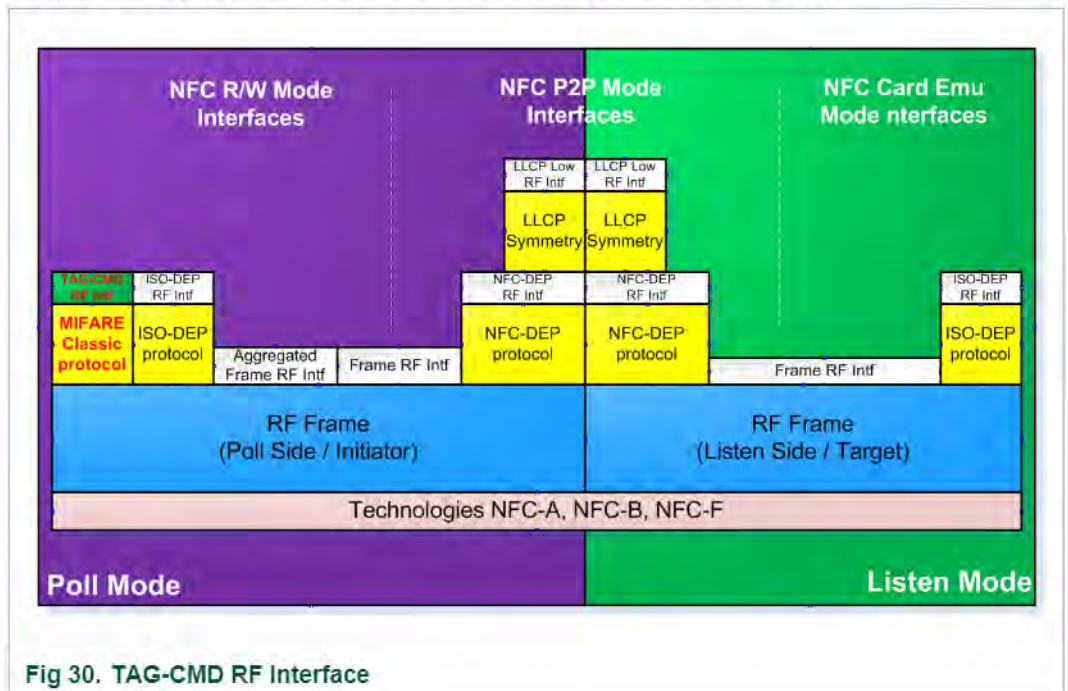 NFC R/W Mode
Interfaces
NFC P2P Mode
Interfaces
NFC Card Emu
Mode nterfaces
LLCP Low
RF Intf
LLCP Low
RF Intf
LLCP
Symmetry
LLCP
Symmetry
TAG-CMD
RF Intf
ISO-DEP
RF Intf
NFC-DEP
RF Intf
NFC-DEP
RF Intf
ISO-DEP
RF Intf
MIFARE
Classic
protocol
ISO-DEP
protocol
Aggregated
Frame RF Intf
Frame RF Intf
NFC-DEP
protocol
NFC-DEP
protocol
Frame RF Intf
ISO-DEP
protocol
RF Frame
(Poll Side / Initiator)
RF Frame
(Listen Side / Target)
Technologies NFC-A, NFC-B, NFC-F
Poll Mode
Listen Mode
Fig 30. TAG-CMD RF Interface